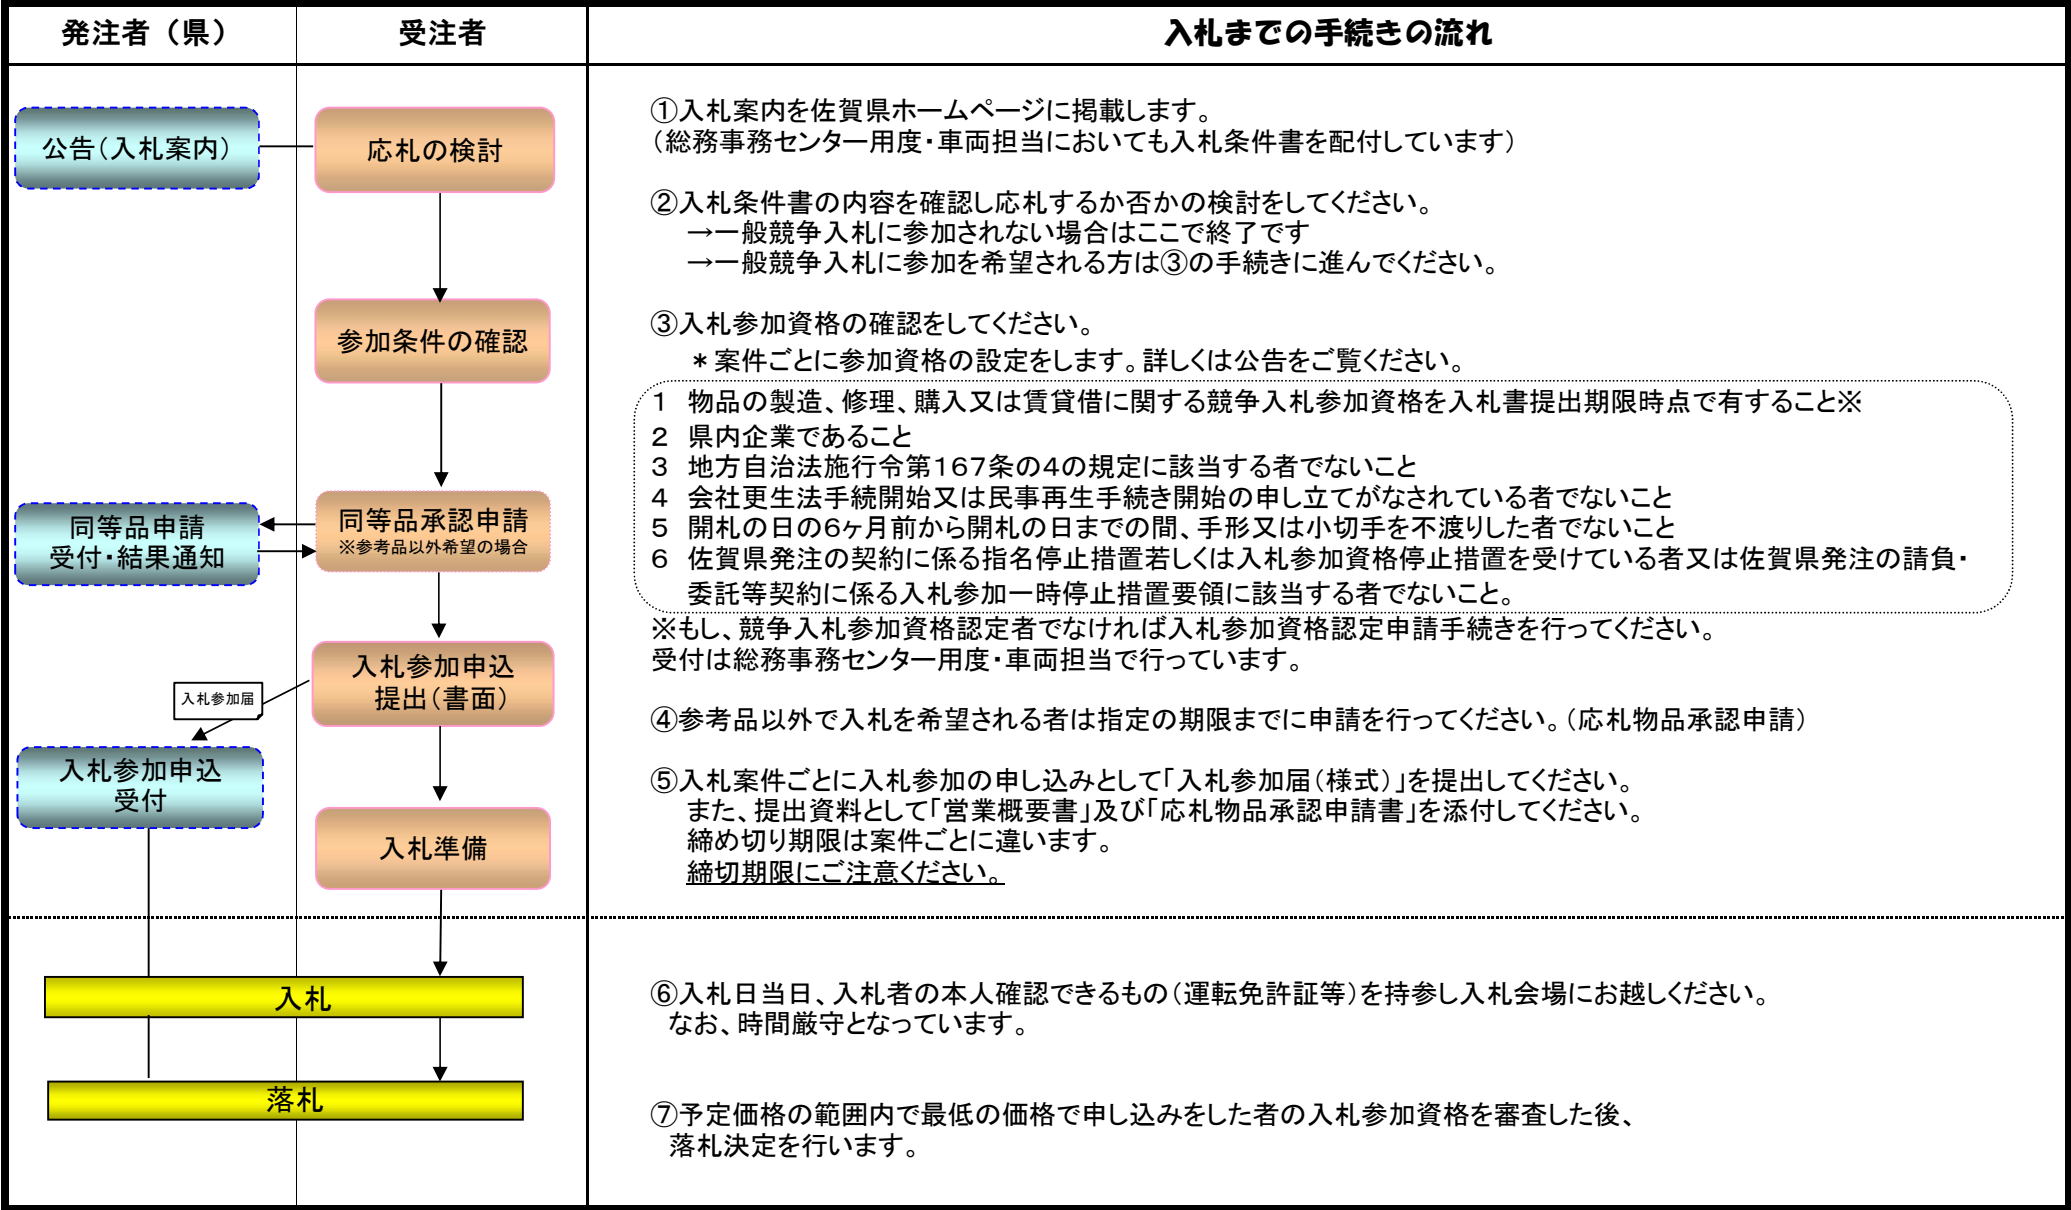 発注者（県）
受注者
入札までの手続きの流れ
公告（入札案内）
応札の検討
参加条件の確認
同等品申請
受付・結果通知
同等品承認申請
※参考品以外希望の場合
入札参加申込
提出（書面）
入札参加届
入札参加申込
受付
入札準備
入札
落札
①入札案内を佐賀県ホームページに掲載します。
（総務事務センター用度・車両担当においても入札条件書を配付しています）
②入札条件書の内容を確認し応札するか否かの検討をしてください。
→一般競争入札に参加されない場合はここで終了です
→一般競争入札に参加を希望される方は③の手続きに進んでください。
③入札参加資格の確認をしてください。
＊案件ごとに参加資格の設定をします。詳しくは公告をご覧ください。
１　物品の製造、修理、購入又は賃貸借に関する競争入札参加資格を入札書提出期限時点で有すること※
２　県内企業であること
３　地方自治法施行令第１６７条の４の規定に該当する者でないこと
４　会社更生法手続開始又は民事再生手続き開始の申し立てがなされている者でないこと
５　開札の日の６ヶ月前から開札の日までの間、手形又は小切手を不渡りした者でないこと
６　佐賀県発注の契約に係る指名停止措置若しくは入札参加資格停止措置を受けている者又は佐賀県発注の請負・
委託等契約に係る入札参加一時停止措置要領に該当する者でないこと。
※もし、競争入札参加資格認定者でなければ入札参加資格認定申請手続きを行ってください。
受付は総務事務センター用度・車両担当で行っています。
④参考品以外で入札を希望される者は指定の期限までに申請を行ってください。（応札物品承認申請）
⑤入札案件ごとに入札参加の申し込みとして「入札参加届（様式）」を提出してください。
また、提出資料として「営業概要書」及び「応札物品承認申請書」を添付してください。
締め切り期限は案件ごとに違います。
締切期限にご注意ください。
⑥入札日当日、入札者の本人確認できるもの（運転免許証等）を持参し入札会場にお越しください。
なお、時間厳守となっています。
⑦予定価格の範囲内で最低の価格で申し込みをした者の入札参加資格を審査した後、
落札決定を行います。